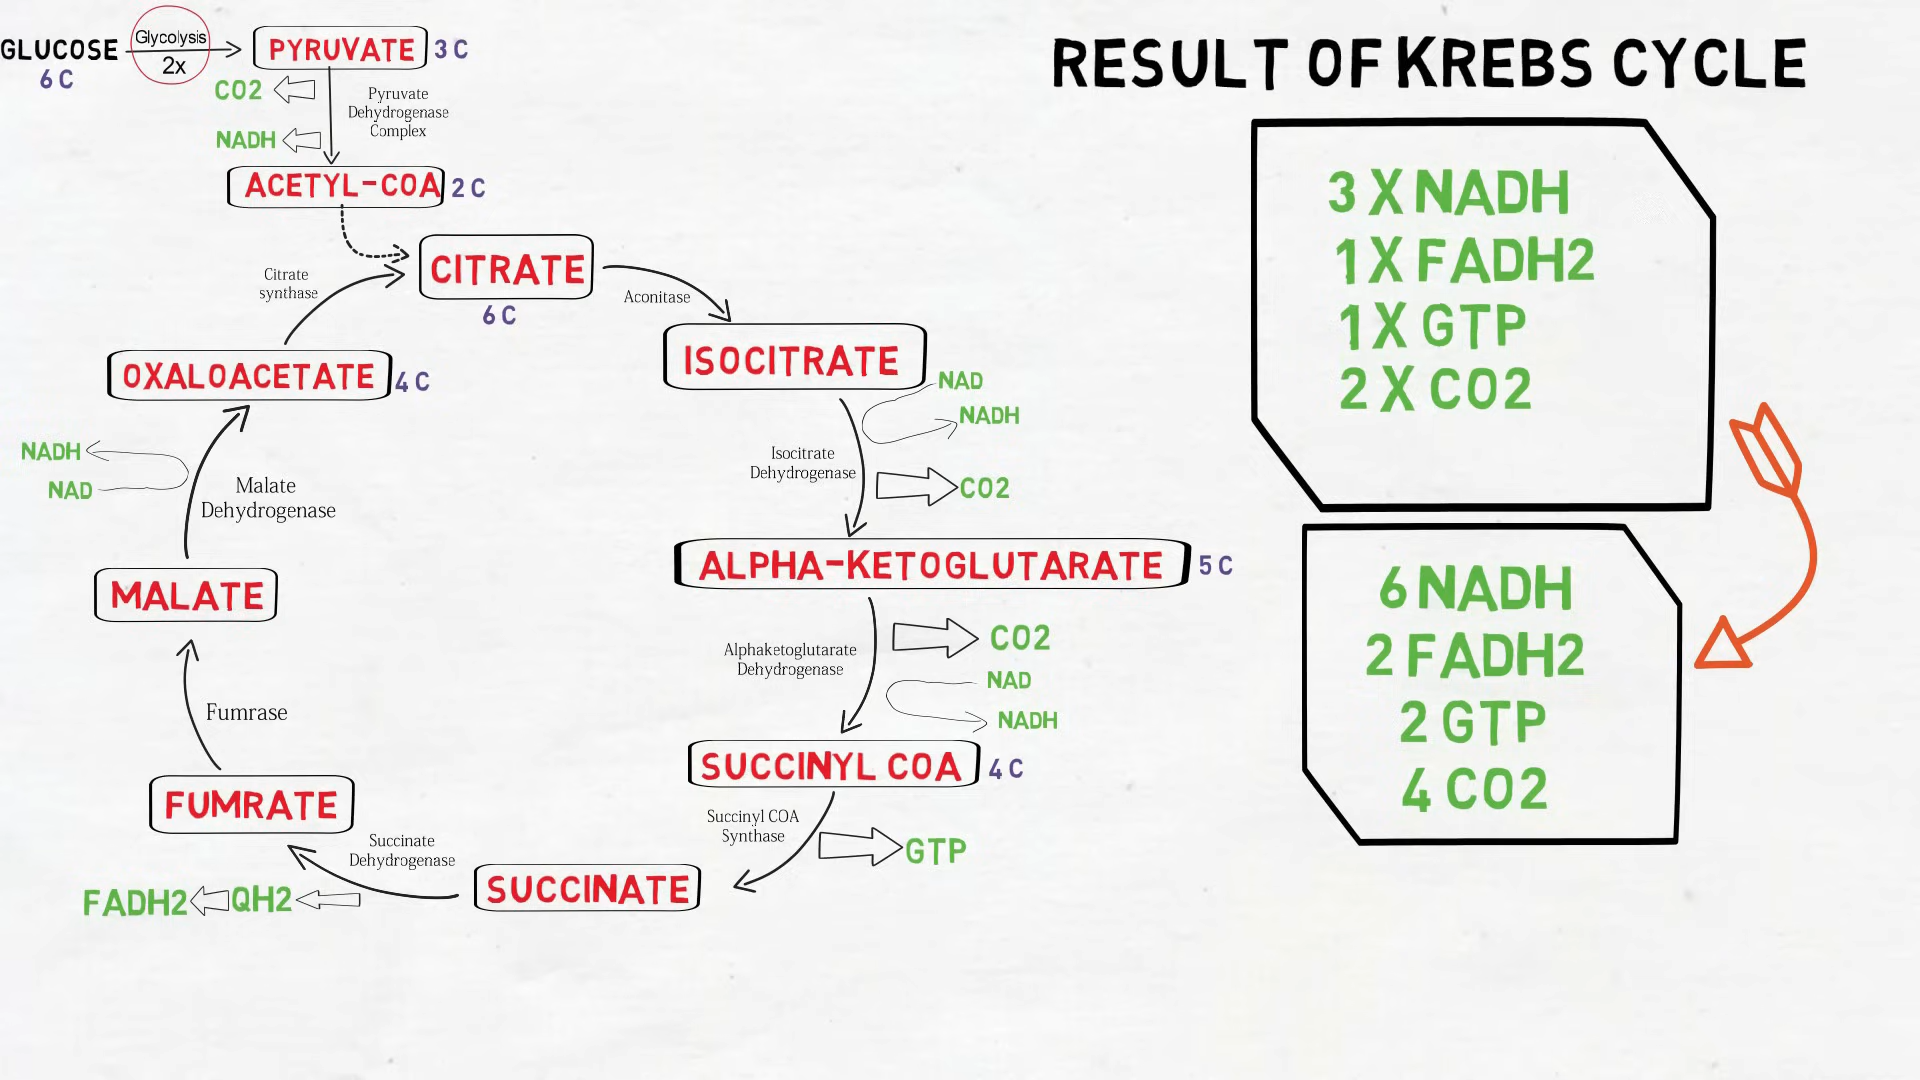 GLUCOSE
6 C
Glycolysis
2x
PYRUVATE
3 C
CO2
Pyruvate
Dehydrogenase
Complex
NADH
ACETYL-COA
2 C
Citrate
synthase
CITRATE
6 C
Aconitase
ISOCITRATE
NAD
NADH
Isocitrate
Dehydrogenase
CO2
ALPHA-KETOGLUTARATE
5 C
Alphaketoglutarate
Dehydrogenase
CO2
NAD
NADH
SUCCINYL COA
4 C
Succinyl COA
Synthase
GTP
SUCCINATE
Succinate
Dehydrogenase
QH2
FADH2
FUMRATE
Fumrase
MALATE
Malate
Dehydrogenase
NAD
NADH
OXALOACETATE
4 C
RESULT OF KREBS CYCLE
3 X NADH
1 X FADH2
1 X GTP
2 X CO2
6 NADH
2 FADH2
2 GTP
4 CO2